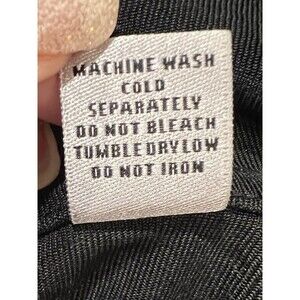 MACHINE WASH
COLD
SEPARATELY
DO NOT BLEACH
TUMBLE DRY LOW
DO NOT IRON